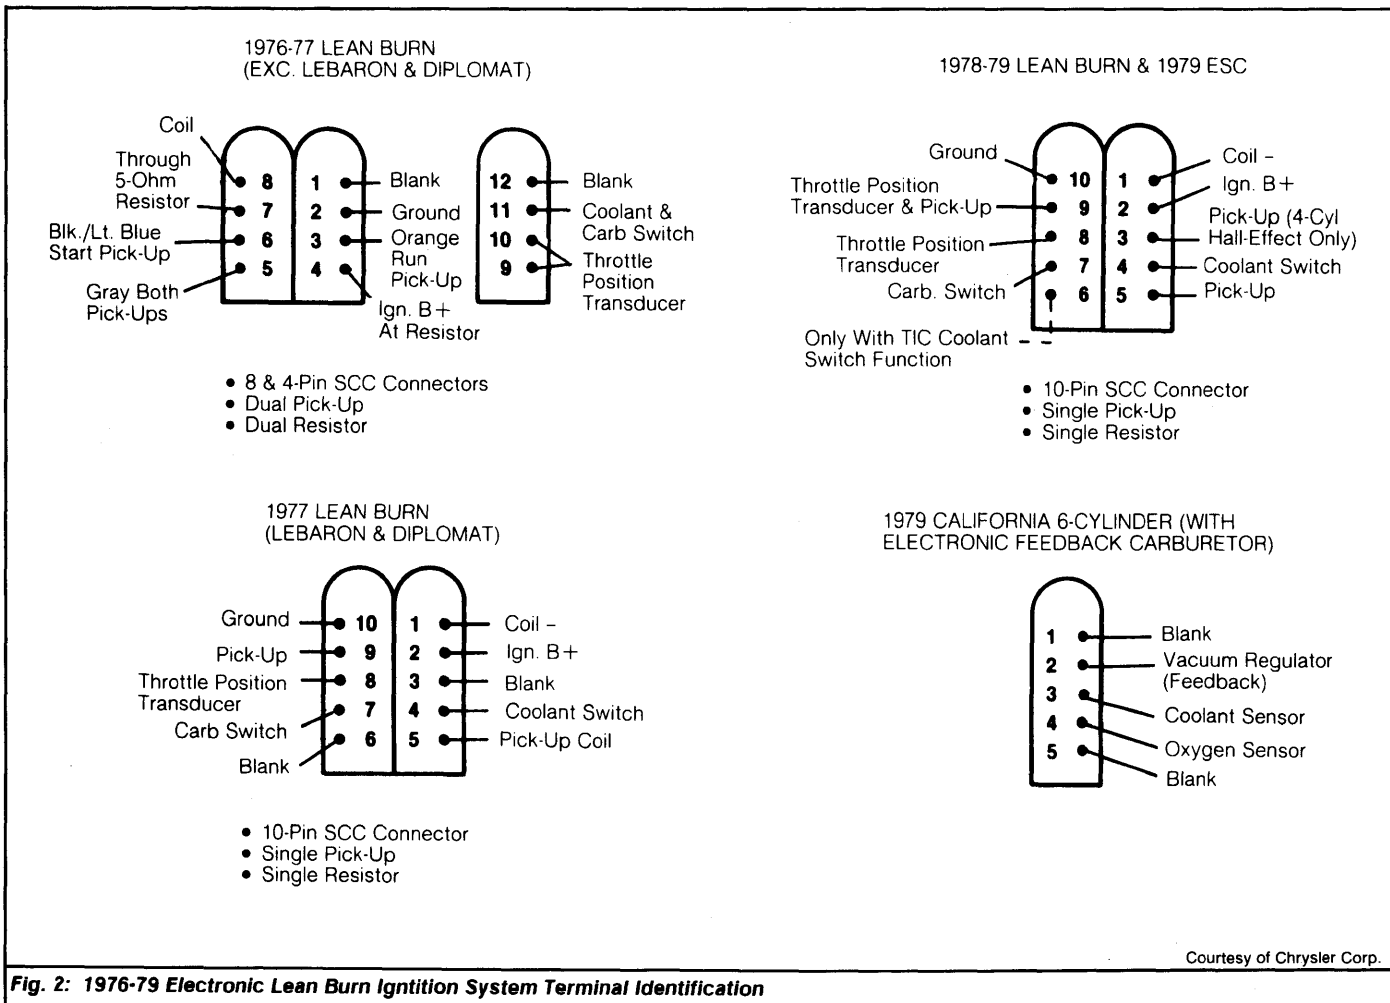 1976-77 LEAN BURN
(EXC. LEBARON & DIPLOMAT)
Coil
Through
5-Ohm
Resistor
Blk./Lt. Blue
Start Pick-Up
Gray Both
Pick-Ups
8 1
7 2
6 3
5 4
Blank
Ground
Orange
Run
Pick-Up
Ign. B+
At Resistor
12
11
10
9
Blank
Coolant &
Carb Switch
Throttle
Position
Transducer
• 8 & 4-Pin SCC Connectors
• Dual Pick-Up
• Dual Resistor
1978-79 LEAN BURN & 1979 ESC
Ground
Throttle Position
Transducer & Pick-Up
Throttle Position
Transducer
Carb. Switch
Only With TIC Coolant
Switch Function
10 1
9 2
8 3
7 4
6 5
Coil -
Ign. B+
Pick-Up (4-Cyl
Hall-Effect Only)
Coolant Switch
Pick-Up
• 10-Pin SCC Connector
• Single Pick-Up
• Single Resistor
1977 LEAN BURN
(LEBARON & DIPLOMAT)
Ground
Pick-Up
Throttle Position
Transducer
Carb Switch
Blank
10 1
9 2
8 3
7 4
6 5
Coil -
Ign. B+
Blank
Coolant Switch
Pick-Up Coil
• 10-Pin SCC Connector
• Single Pick-Up
• Single Resistor
1979 CALIFORNIA 6-CYLINDER (WITH
ELECTRONIC FEEDBACK CARBURETOR)
1
2
3
4
5
Blank
Vacuum Regulator
(Feedback)
Coolant Sensor
Oxygen Sensor
Blank
Courtesy of Chrysler Corp.
Fig. 2: 1976-79 Electronic Lean Burn Igntition System Terminal Identification